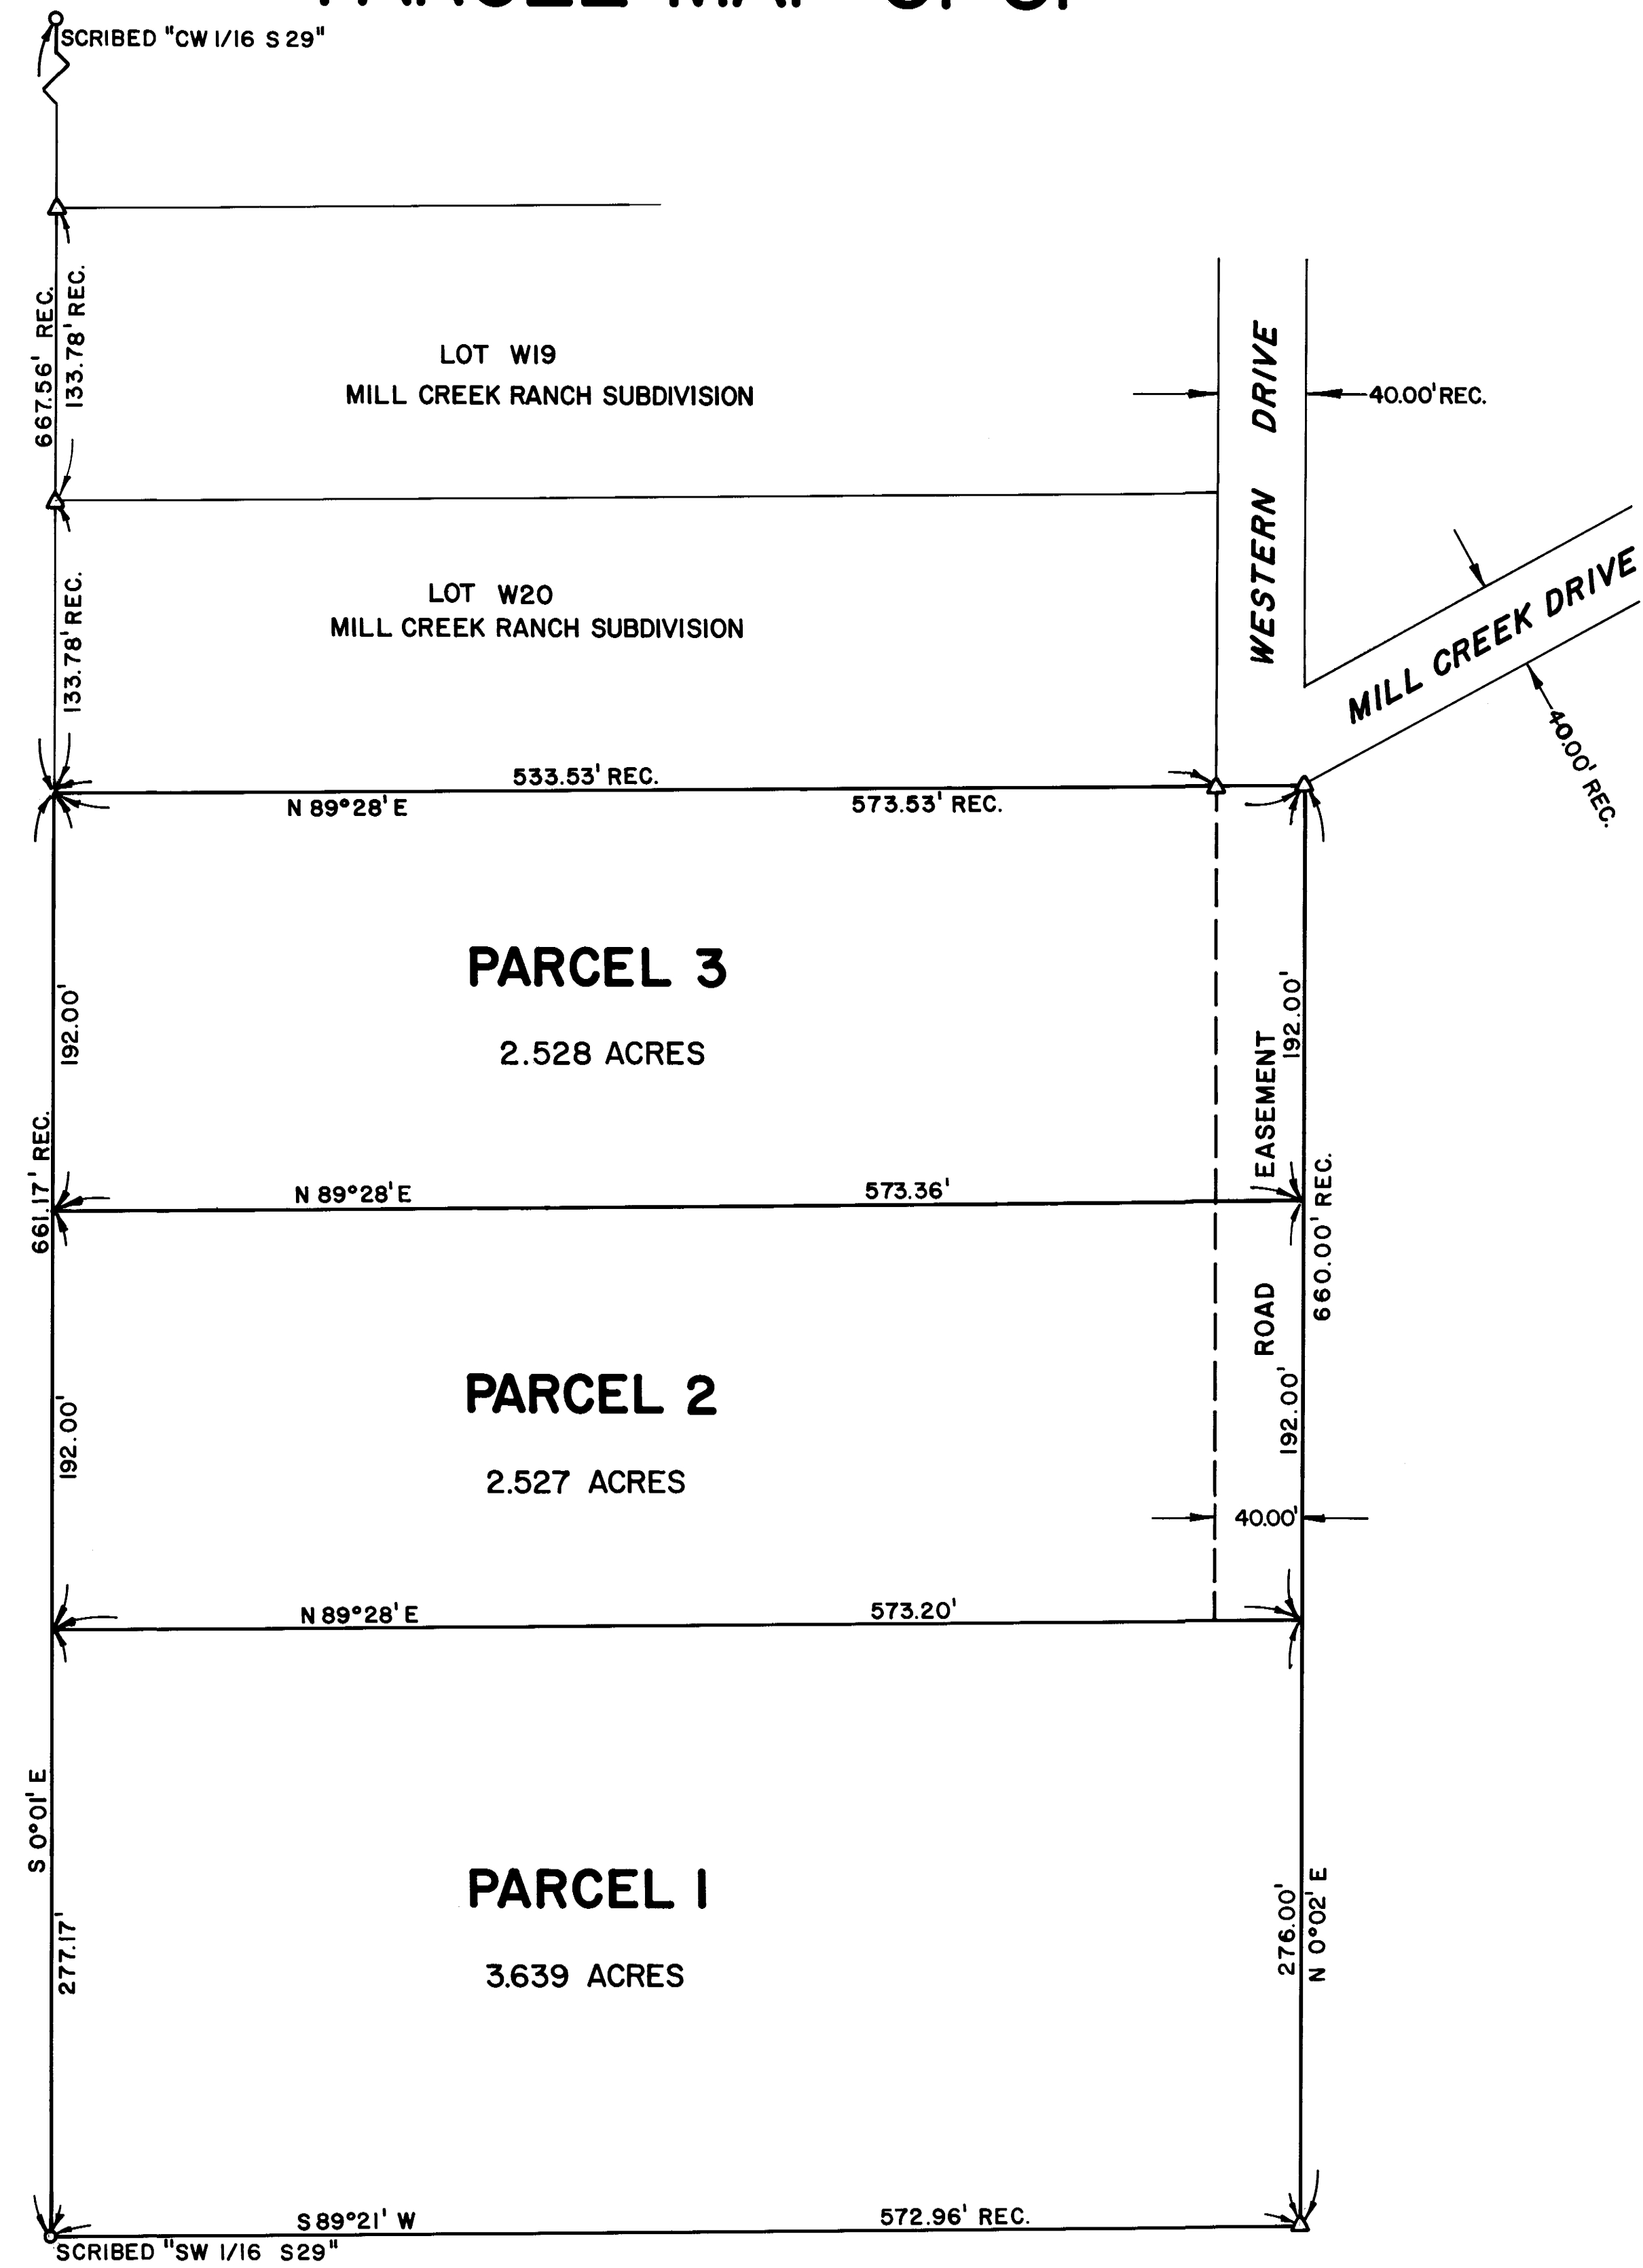 PARCEL MAP OF OF
SCRIBED "CW 1/16 S 29"
667.56' REC.
133.78' REC.
LOT W19
MILL CREEK RANCH SUBDIVISION
WESTERN DRIVE
40.00' REC.
133.78' REC.
LOT W20
MILL CREEK RANCH SUBDIVISION
MILL CREEK DRIVE
40.00' REC.
533.53' REC.
N 89°28' E
573.53' REC.
PARCEL 3
2.528 ACRES
192.00'
192.00'
ROAD EASEMENT
661.17' REC.
660.00' REC.
N 89°28' E
573.36'
PARCEL 2
2.527 ACRES
192.00'
192.00'
40.00'
N 89°28' E
573.20'
S 0°01' E
PARCEL 1
3.639 ACRES
277.17'
276.00'
N 0°02' E
S 89°21' W
572.96' REC.
SCRIBED "SW 1/16 S29"